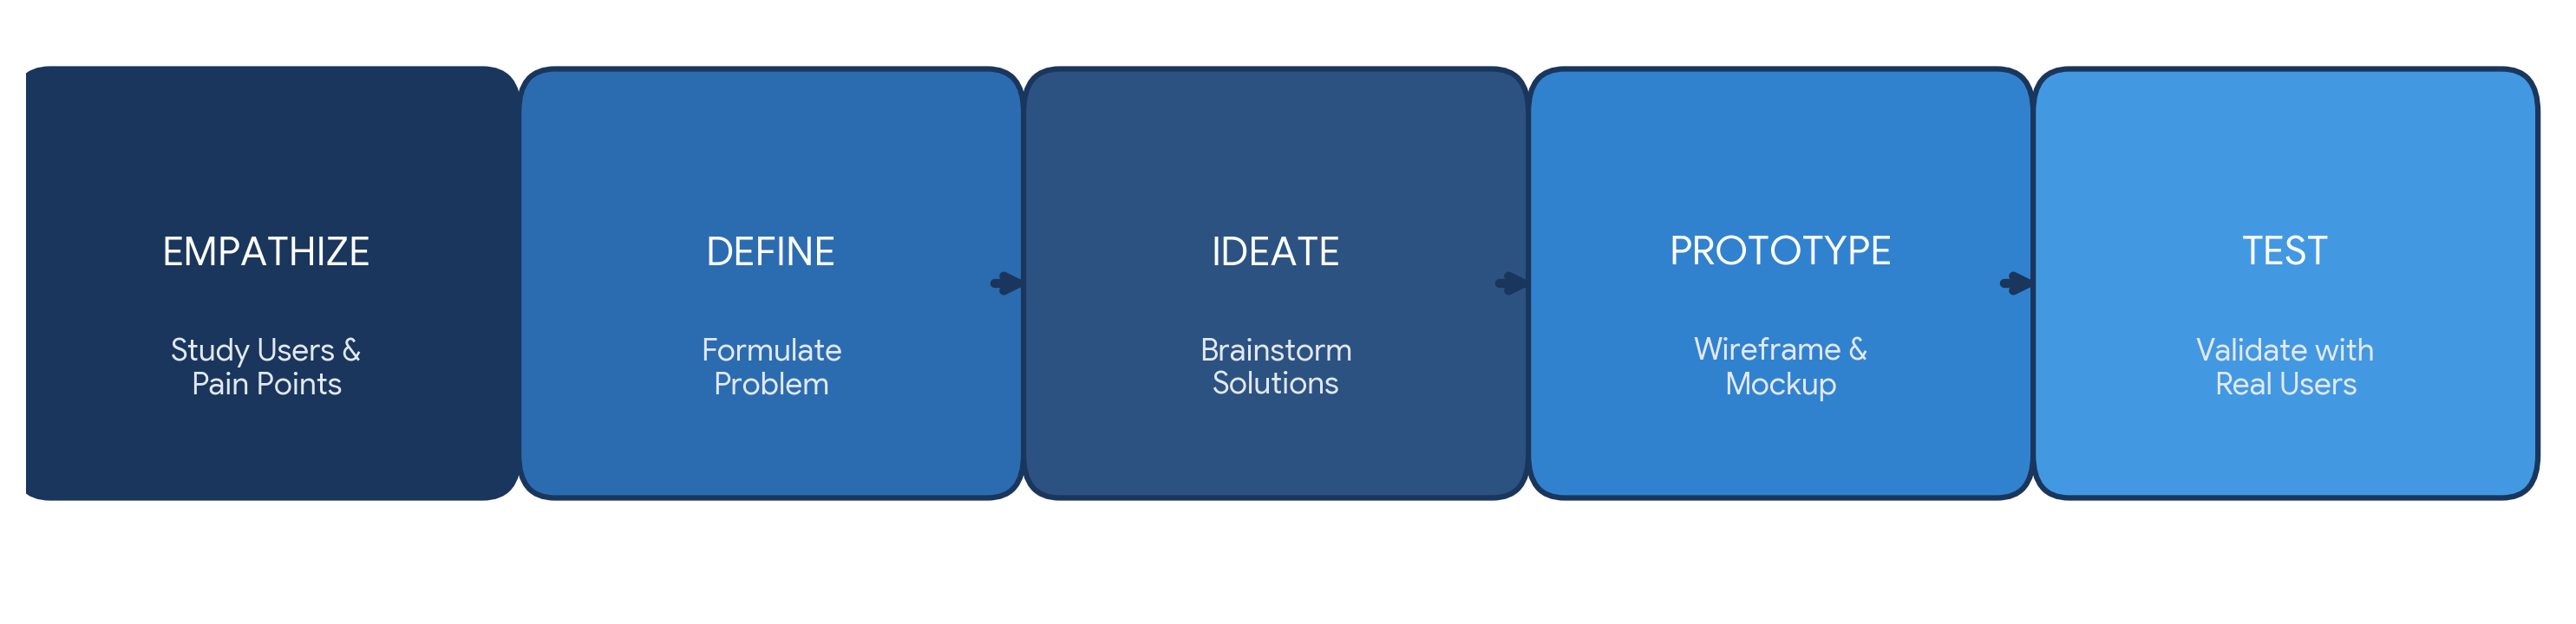 EMPATHIZE
Study Users &
Pain Points
DEFINE
Formulate
Problem
IDEATE
Brainstorm
Solutions
PROTOTYPE
Wireframe &
Mockup
TEST
Validate with
Real Users